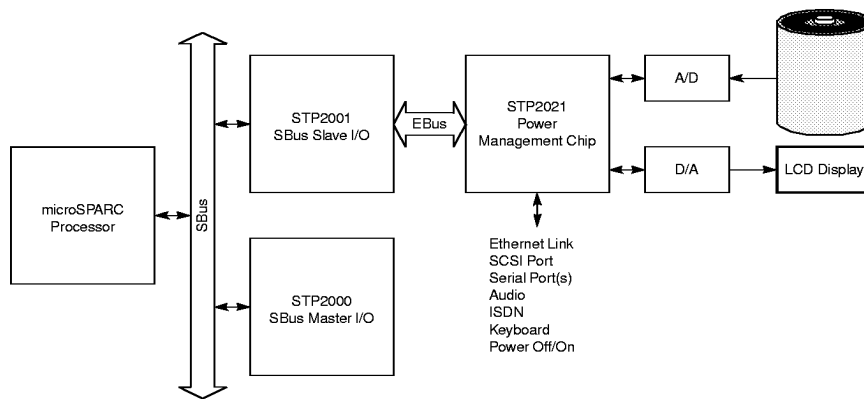 STP2001
SBus Slave I/O
EBus
STP2021
Power
Management Chip
A/D
D/A
LCD Display
microSPARC
Processor
SBus
STP2000
SBus Master I/O
Ethernet Link
SCSI Port
Serial Port(s)
Audio
ISDN
Keyboard
Power Off/On